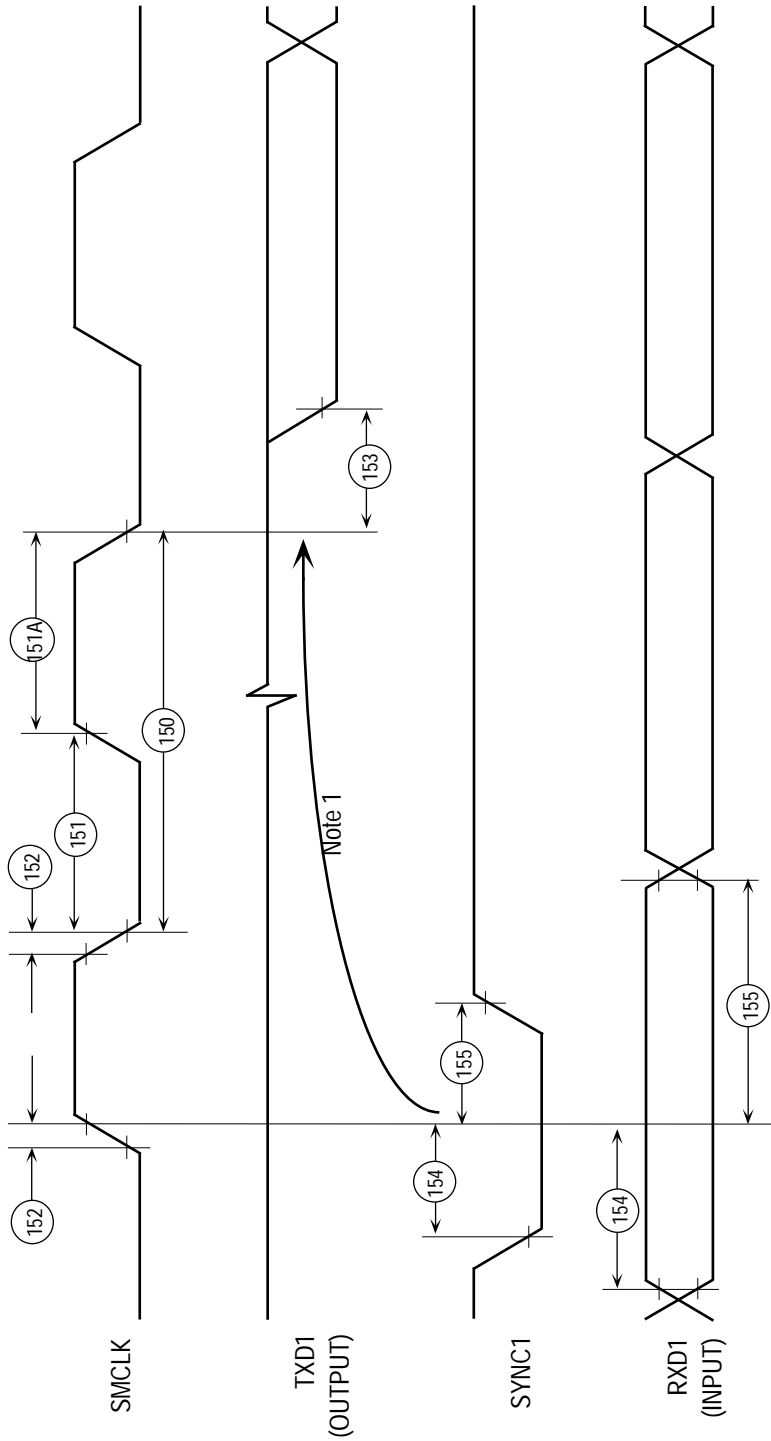 SMCLK
152
152
151
151A
150
TXD1
(OUTPUT)
Note 1
153
SYNC1
154
155
RXD1
(INPUT)
154
155